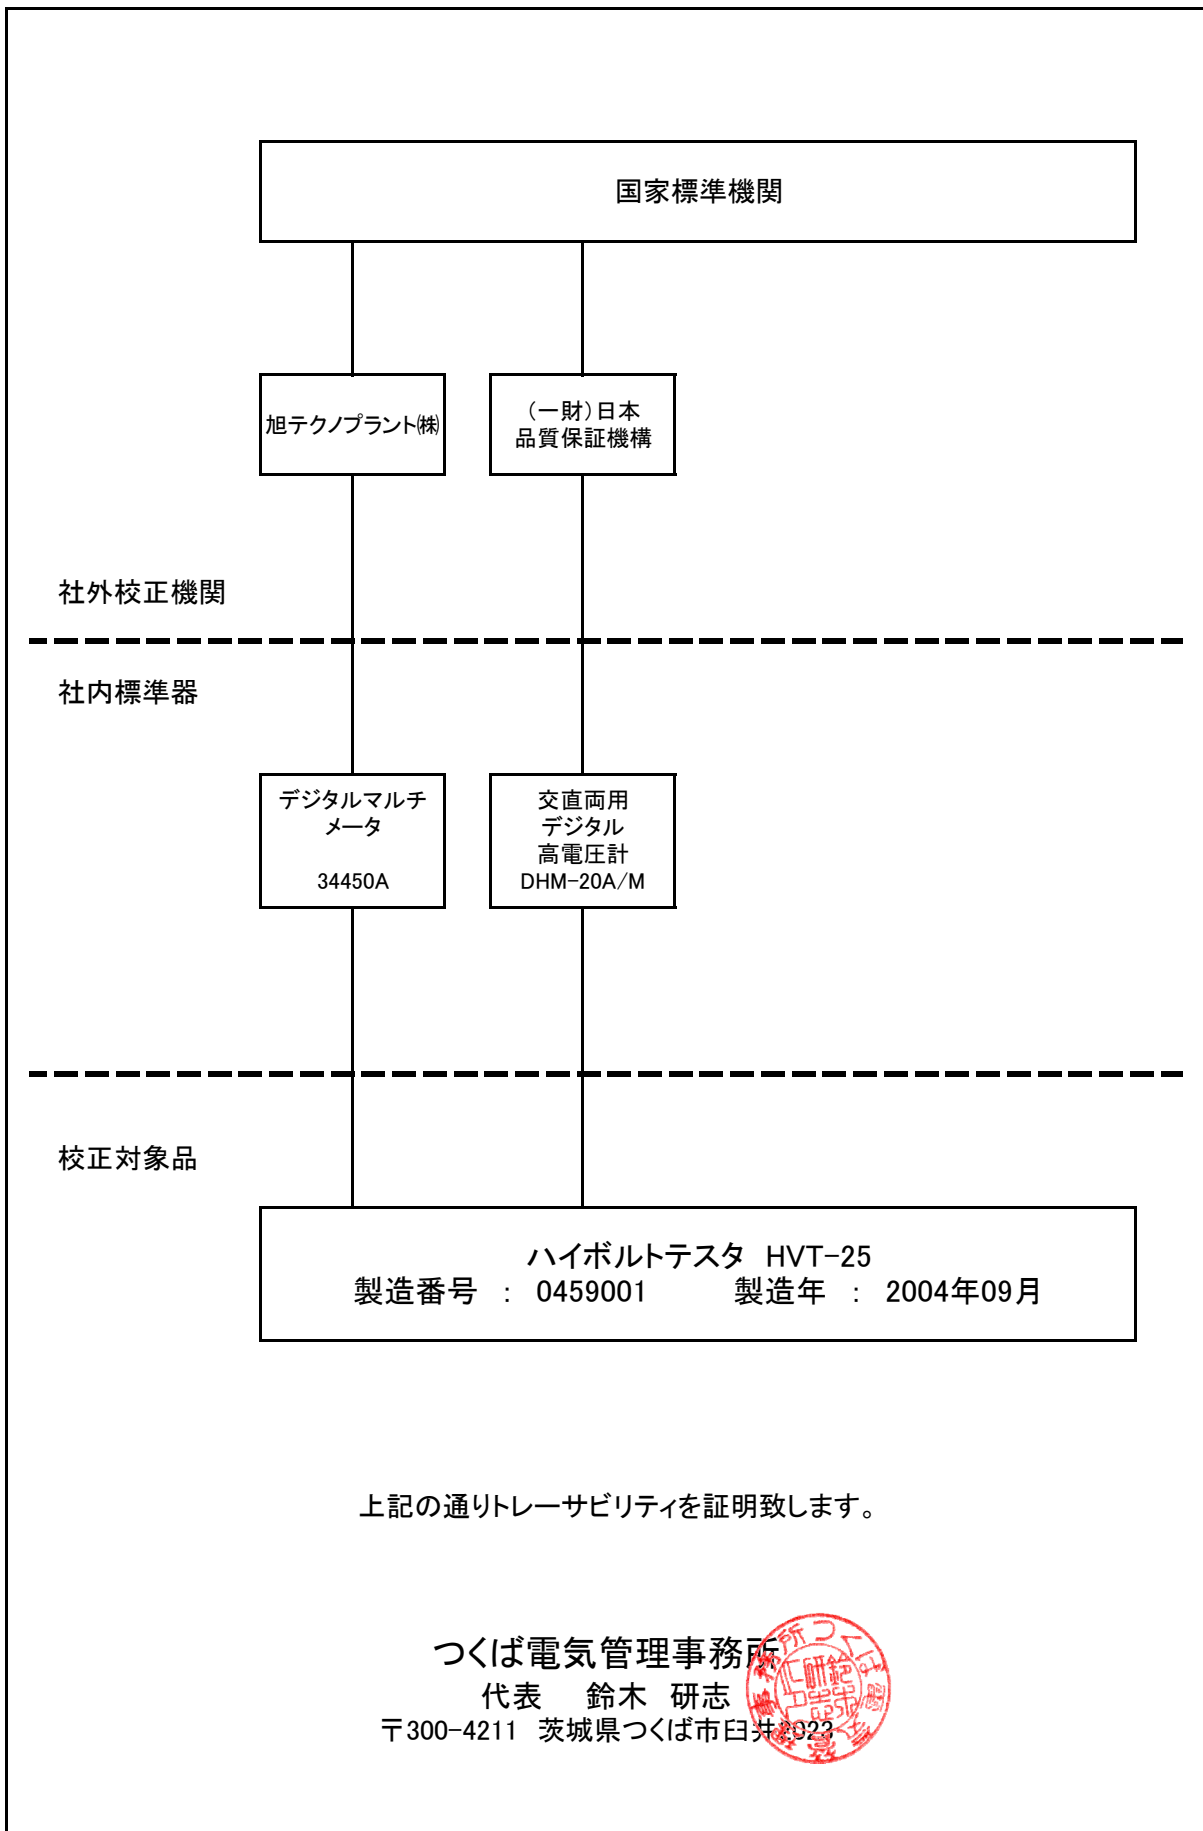 国家標準機関
旭テクノプラント㈱
（一財）日本
品質保証機構
社外校正機関
社内標準器
デジタルマルチ
メータ
34450A
交直両用
デジタル
高電圧計
DHM-20A/M
校正対象品
ハイボルトテスタ HVT-25
製造番号 : 0459001 製造年 : 2004年09月
上記の通りトレーサビリティを証明致します。
つくば電気管理事務所
代表 鈴木 研志
〒300-4211 茨城県つくば市臼井2023